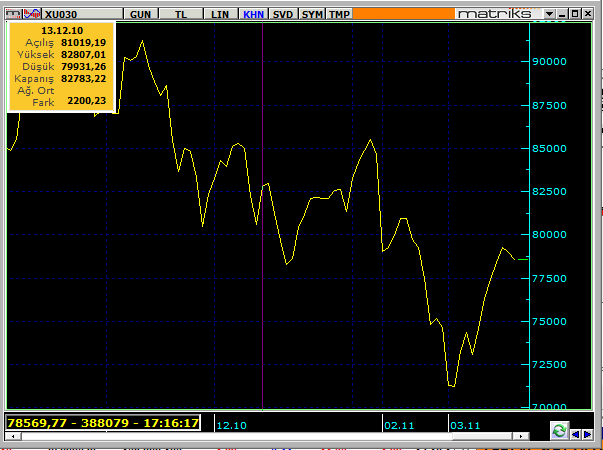 XU030 GUN TL LIN KHN SVD SYM TMP matriks
13.12.10
Açılış 81019,19
Yüksek 82807,01
Düşük 79931,26
Kapanış 82783,22
Ağ. Ort
Fark 2200,23
90000
87500
85000
82500
80000
77500
75000
72500
70000
78569,77 - 388079 - 17:16:17
12.10 02.11 03.11